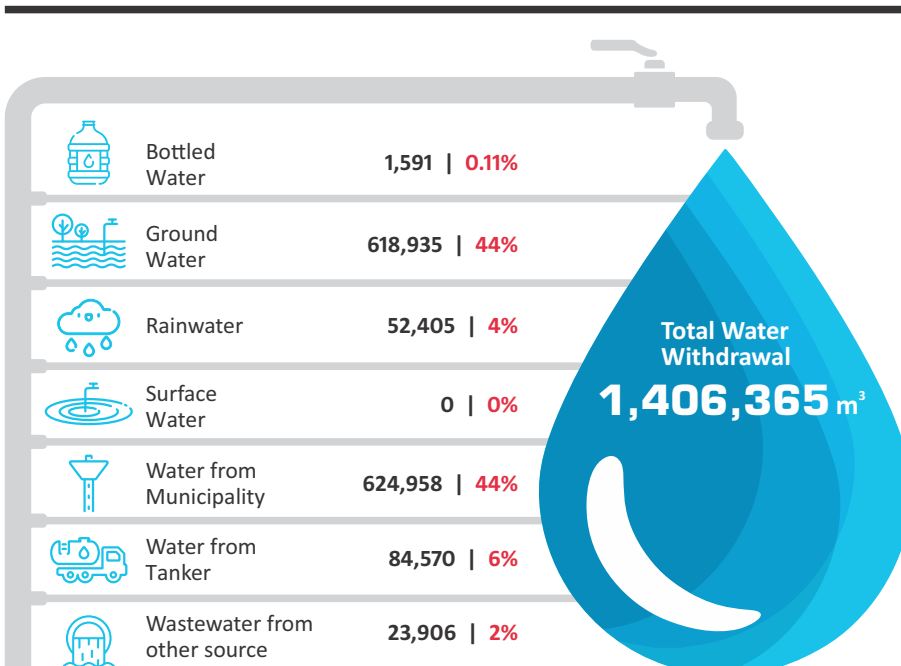 Bottled
Water
1,591 | 0.11%
Ground
Water
618,935 | 44%
Rainwater
52,405 | 4%
Surface
Water
0 | 0%
Water from
Municipality
624,958 | 44%
Water from
Tanker
84,570 | 6%
Wastewater from
other source
23,906 | 2%
Total Water
Withdrawal
1,406,365 m³